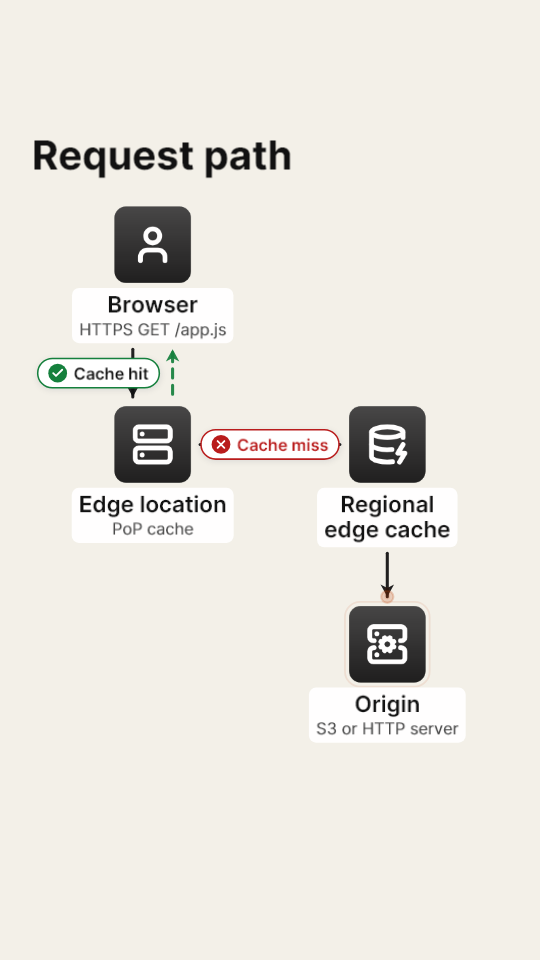 Request path
Browser
HTTPS GET /app.js
Cache hit
Cache miss
Edge location
PoP cache
Regional
edge cache
Origin
S3 or HTTP server